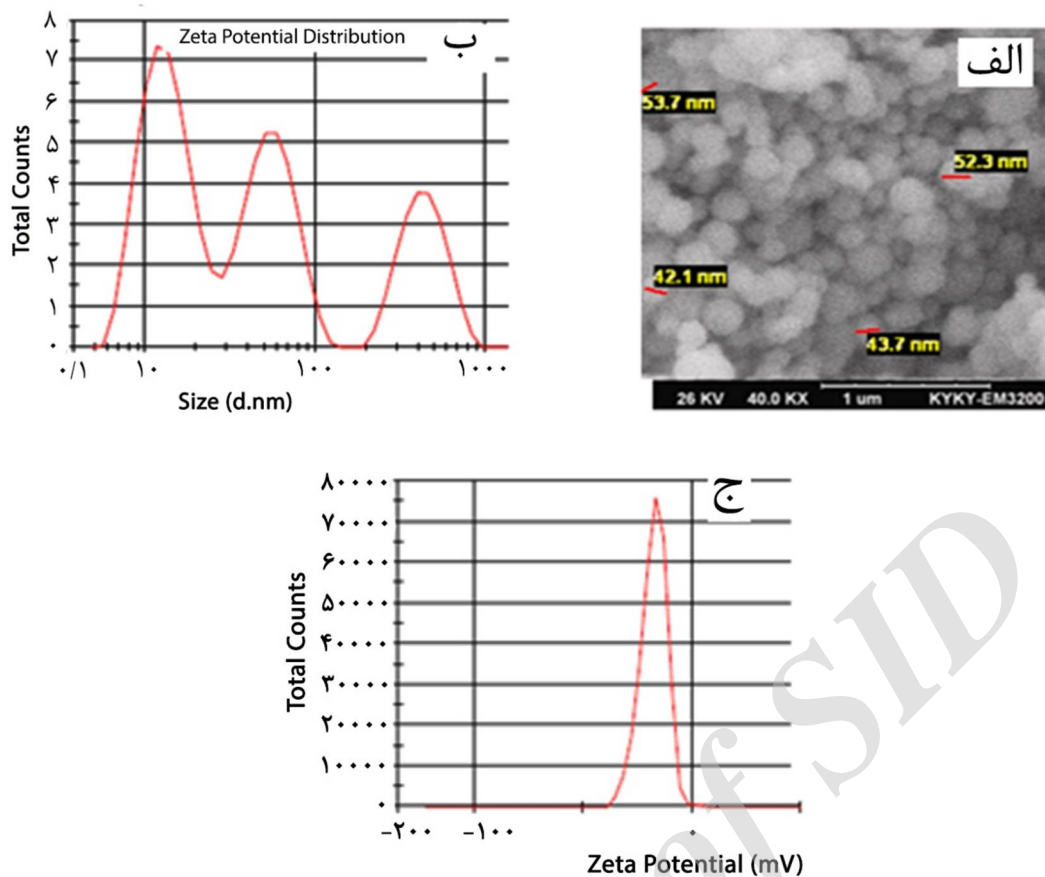 ب
Zeta Potential Distribution
Total Counts
۸
۷
۶
۵
۴
۳
۲
۱
۰
۰/۱ ۱۰ ۱۰۰ ۱۰۰۰
Size (d.nm)
الف
53.7 nm
52.3 nm
42.1 nm
43.7 nm
26 KV 40.0 KX 1 um KYKY-EM3200
ج
Total Counts
۸۰۰۰۰
۷۰۰۰۰
۶۰۰۰۰
۵۰۰۰۰
۴۰۰۰۰
۳۰۰۰۰
۲۰۰۰۰
۱۰۰۰۰
۰
-۲۰۰ -۱۰۰ ۰
Zeta Potential (mV)
of SID